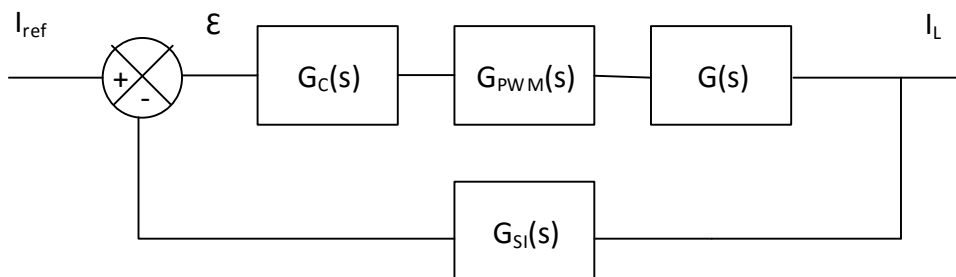 I_ref
ε
I_L
+
G_C(s)
G_PWM(s)
G(s)
-
G_SI(s)